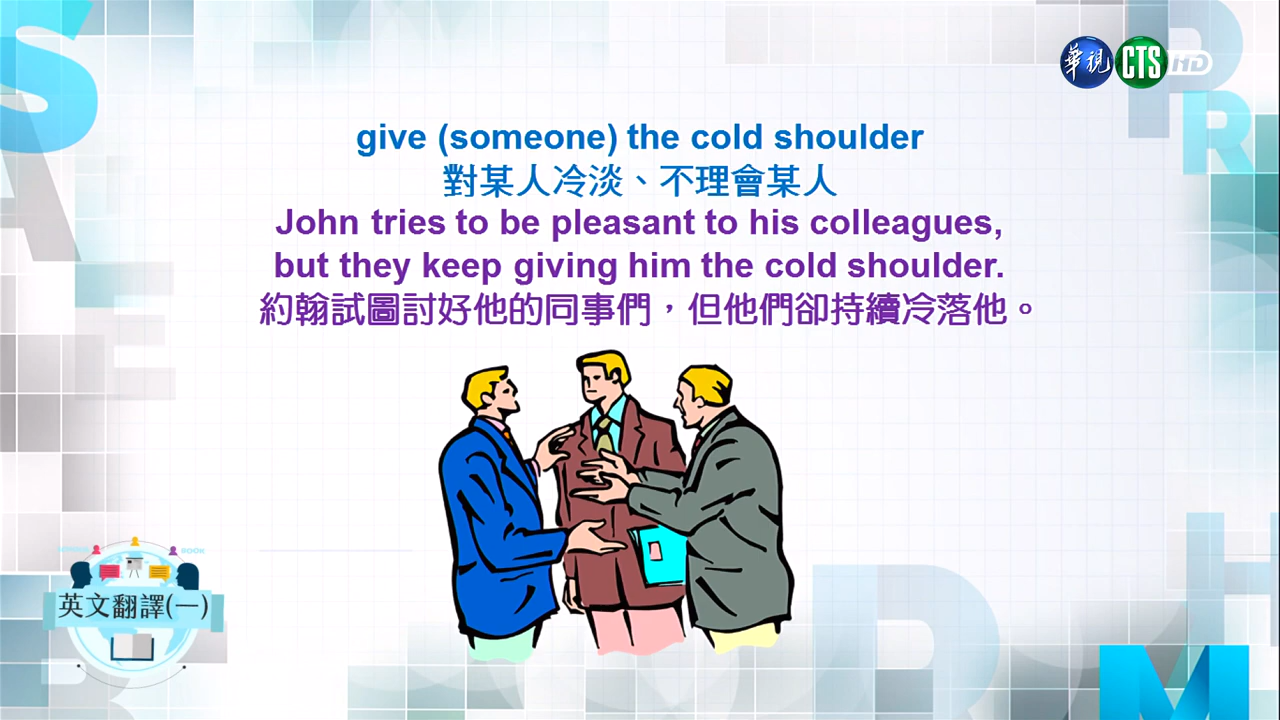 華視 CTS HD
give (someone) the cold shoulder
對某人冷淡、不理會某人
John tries to be pleasant to his colleagues,
but they keep giving him the cold shoulder.
約翰試圖討好他的同事們，但他們卻持續冷落他。
BOOK
英文翻譯(一)